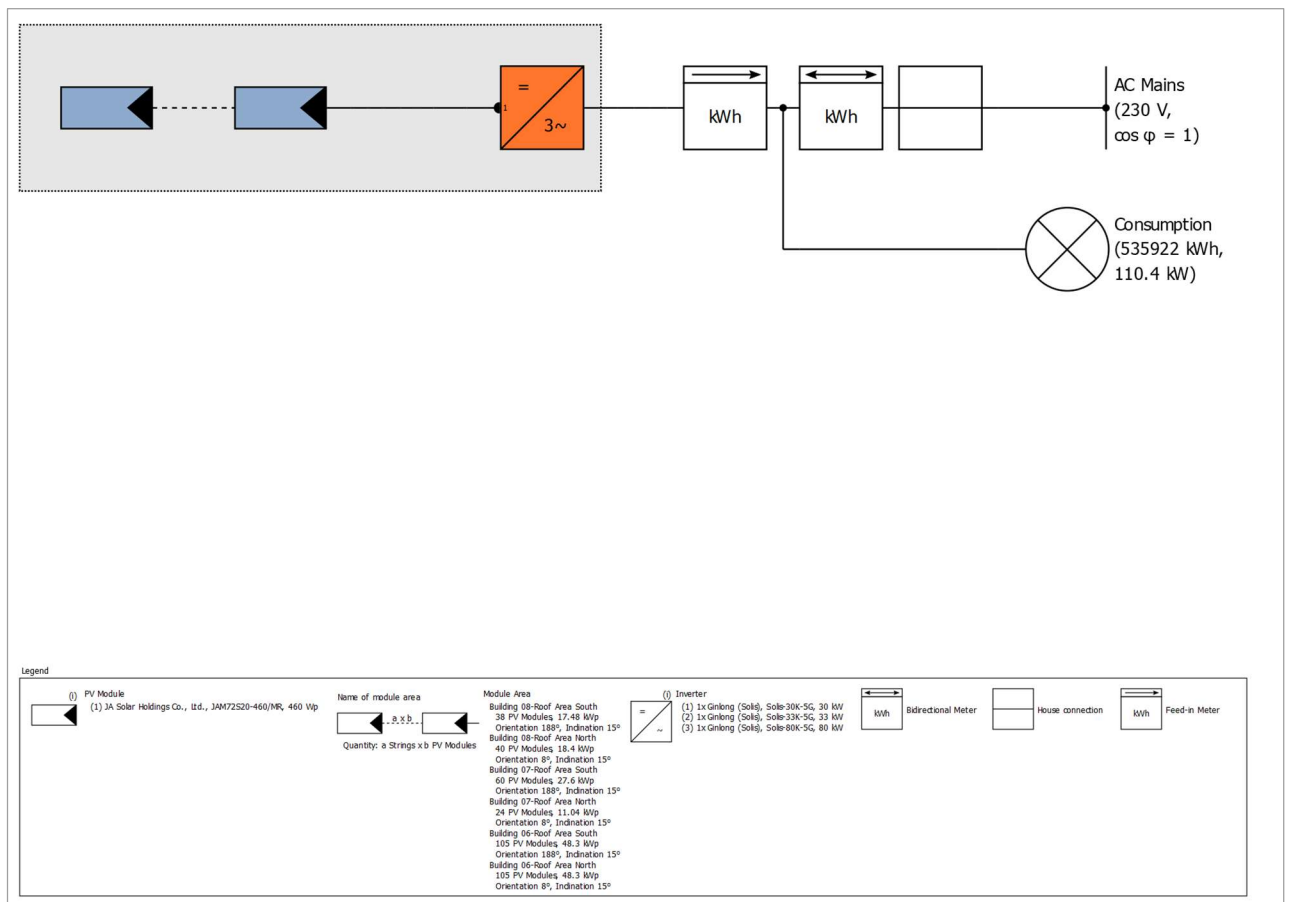 =
1
3~
kWh
kWh
AC Mains
(230 V,
cos φ = 1)
Consumption
(535922 kWh,
110.4 kW)
Legend
(i) PV Module
(1) JA Solar Holdings Co., Ltd., JAM72S20-460/MR, 460 Wp
Name of module area
a x b
Quantity: a Strings x b PV Modules
Module Area
Building 08-Roof Area South
38 PV Modules, 17.48 kWp
Orientation 188°, Inclination 15°
Building 08-Roof Area North
40 PV Modules, 18.4 kWp
Orientation 8°, Inclination 15°
Building 07-Roof Area South
60 PV Modules, 27.6 kWp
Orientation 188°, Inclination 15°
Building 07-Roof Area North
24 PV Modules, 11.04 kWp
Orientation 8°, Inclination 15°
Building 06-Roof Area South
105 PV Modules, 48.3 kWp
Orientation 188°, Inclination 15°
Building 06-Roof Area North
105 PV Modules, 48.3 kWp
Orientation 8°, Inclination 15°
(i) Inverter
=
~
(1) 1x Ginlong (Solis), Solis-30K-5G, 30 kW
(2) 1x Ginlong (Solis), Solis-33K-5G, 33 kW
(3) 1x Ginlong (Solis), Solis-80K-5G, 80 kW
kWh
Bidirectional Meter
House connection
kWh
Feed-in Meter